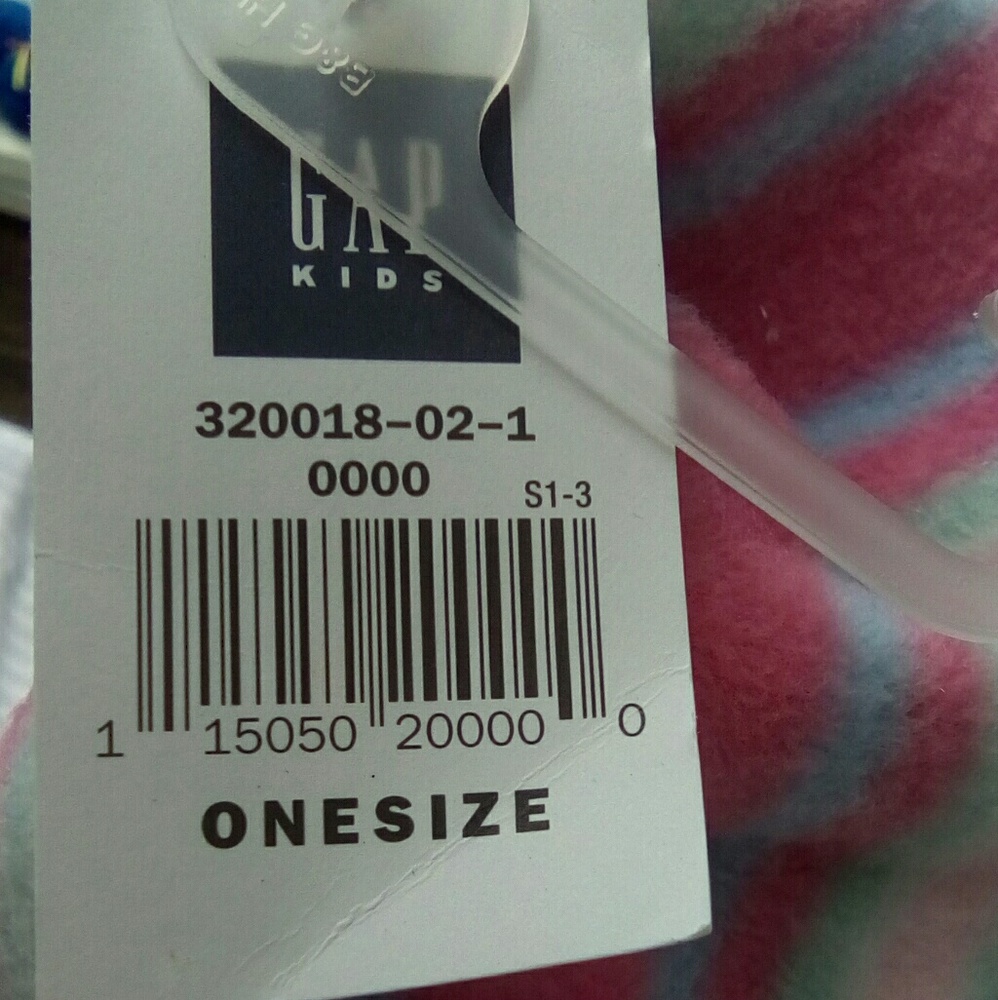 GAP
KIDS
320018-02-1
0000
S1-3
1 15050 20000 0
ONESIZE